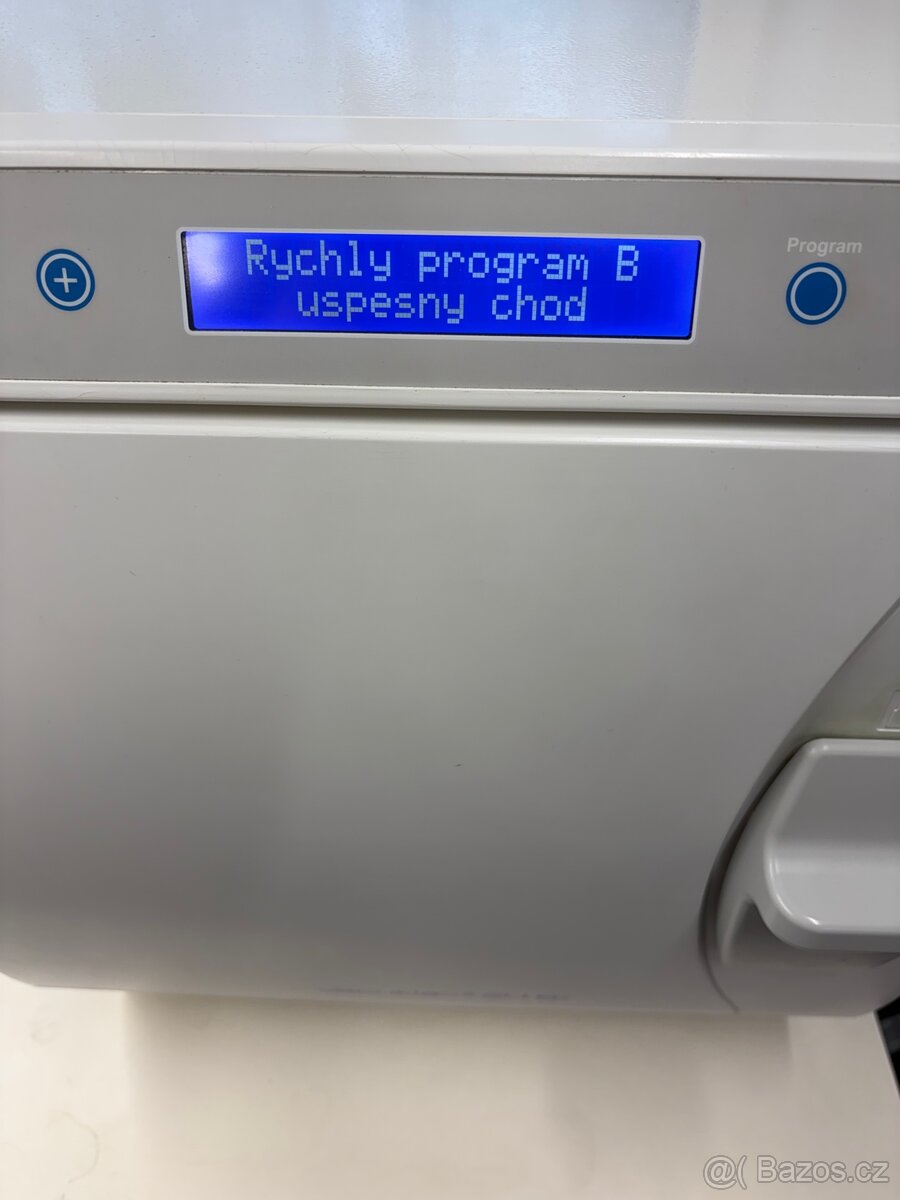 Program
Rychly program B
uspesny chod
@( Bazos.cz